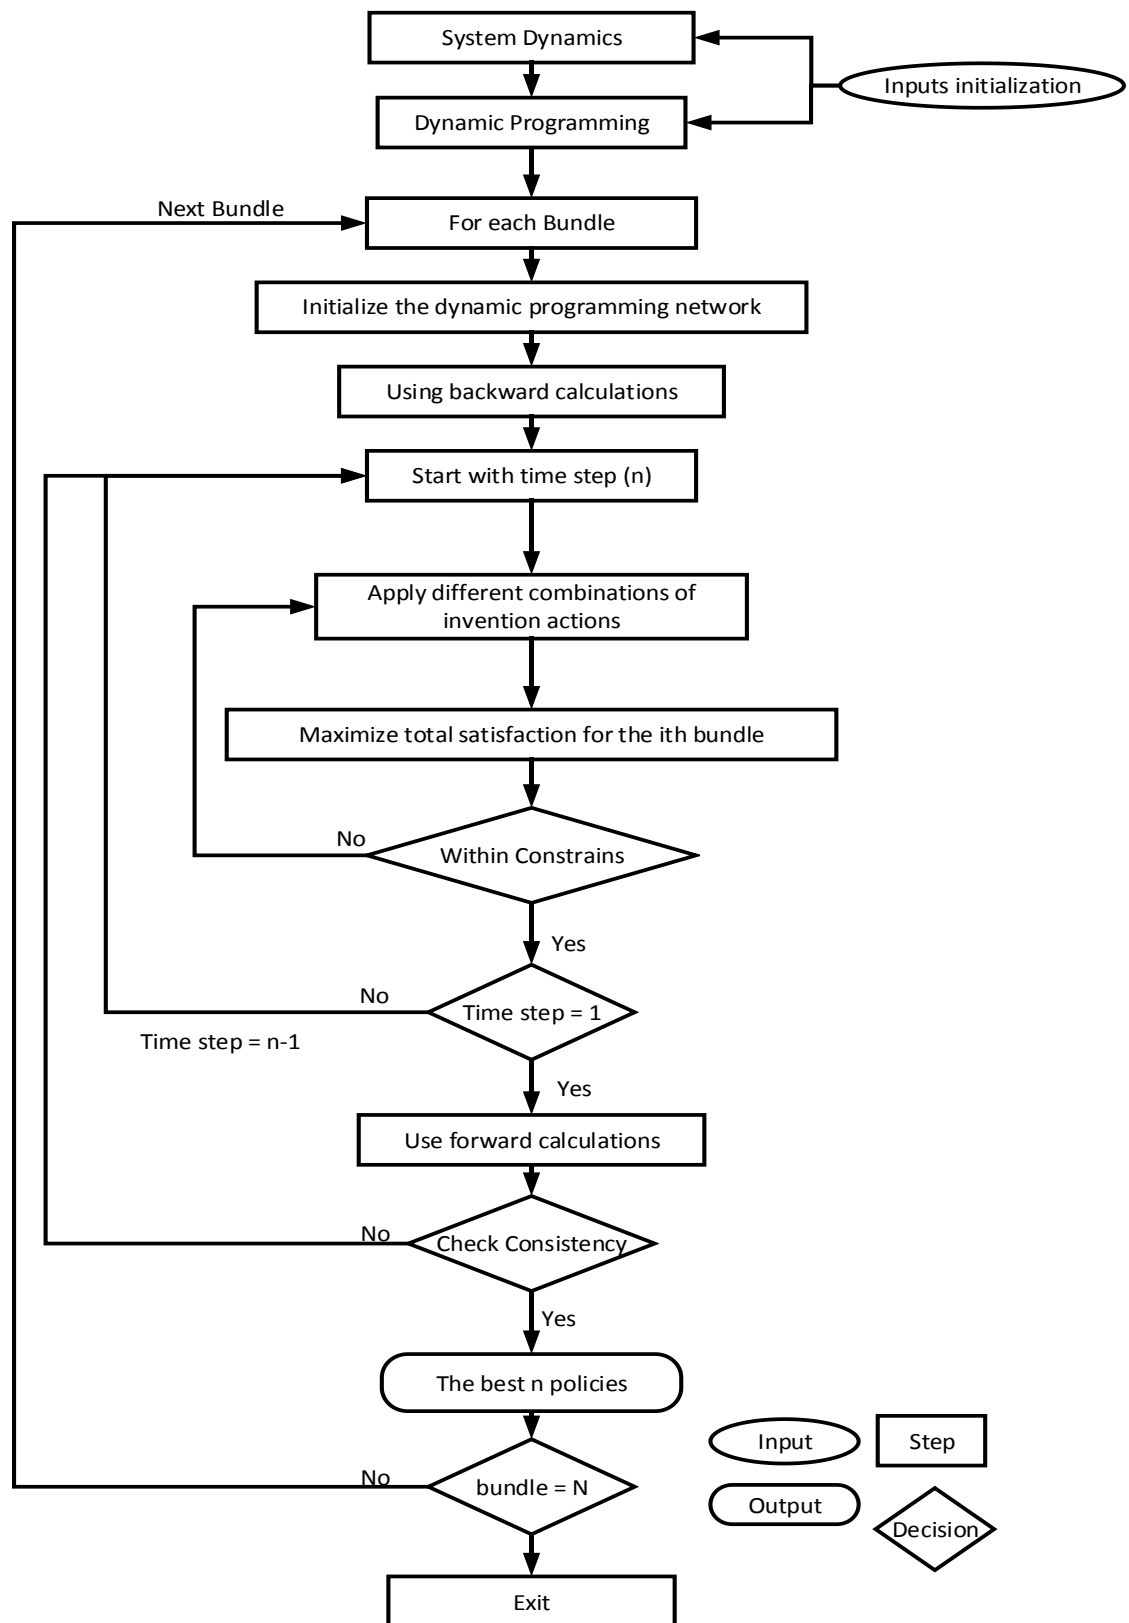 System Dynamics
Inputs initialization
Dynamic Programming
Next Bundle
For each Bundle
Initialize the dynamic programming network
Using backward calculations
Start with time step (n)
Apply different combinations of
invention actions
Maximize total satisfaction for the ith bundle
No
Within Constrains
Yes
No
Time step = 1
Time step = n-1
Yes
Use forward calculations
No
Check Consistency
Yes
The best n policies
No
bundle = N
Exit
Input
Step
Output
Decision